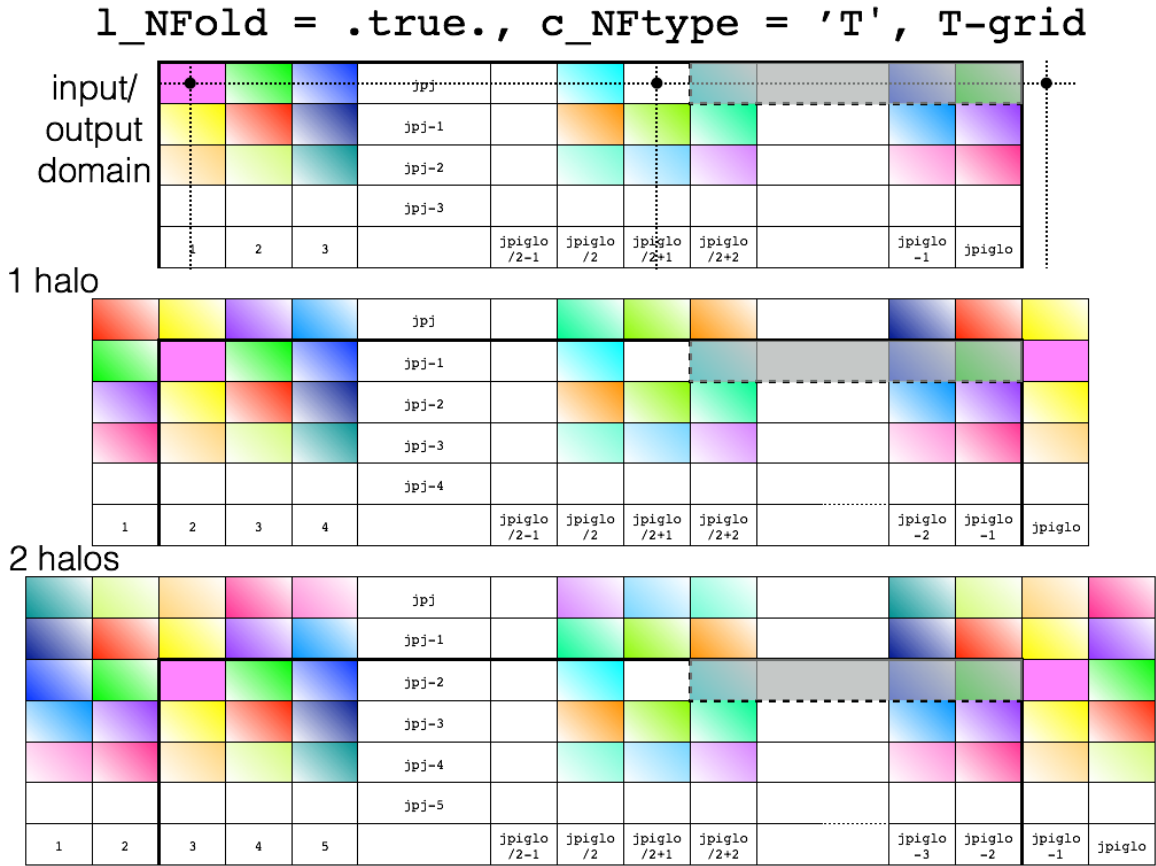 l_NFold = .true., c_NFtype = 'T', T-grid
input/
output
domain
jpj
jpj-1
jpj-2
jpj-3
1 2 3 jpiglo/2-1 jpiglo/2 jpiglo/2+1 jpiglo/2+2 jpiglo-1 jpiglo
1 halo
jpj
jpj-1
jpj-2
jpj-3
jpj-4
1 2 3 4 jpiglo/2-1 jpiglo/2 jpiglo/2+1 jpiglo/2+2 jpiglo-2 jpiglo-1 jpiglo
2 halos
jpj
jpj-1
jpj-2
jpj-3
jpj-4
jpj-5
1 2 3 4 5 jpiglo/2-1 jpiglo/2 jpiglo/2+1 jpiglo/2+2 jpiglo-3 jpiglo-2 jpiglo-1 jpiglo